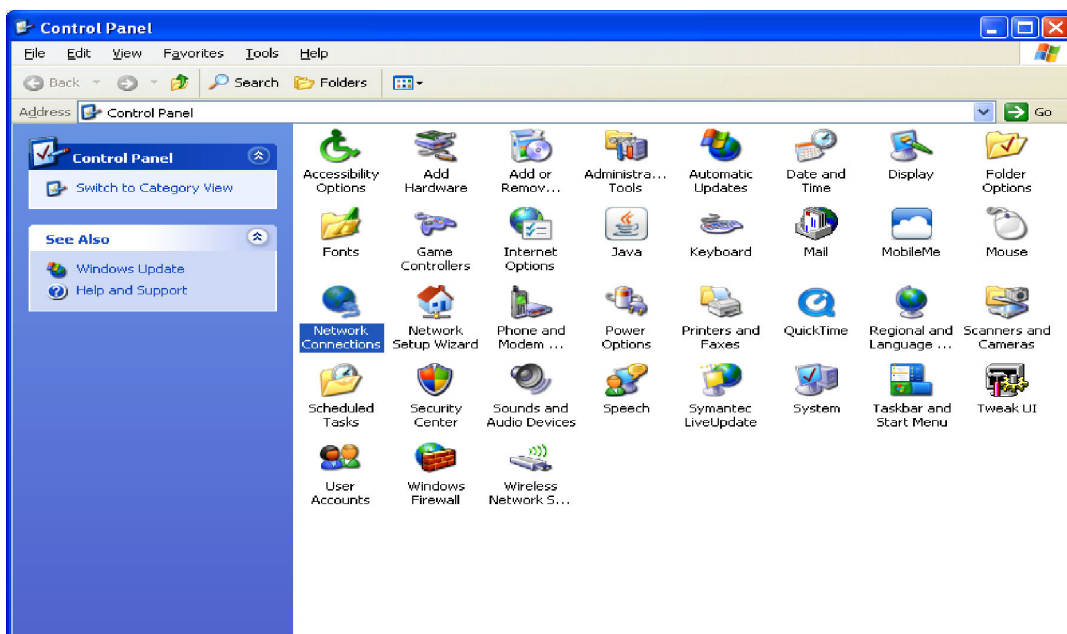 Control Panel
File Edit View Favorites Tools Help
Back Search Folders
Address Control Panel Go
Control Panel
Switch to Category View
See Also
Windows Update
Help and Support
Accessibility Options
Add Hardware
Add or Remov...
Administra... Tools
Automatic Updates
Date and Time
Display
Folder Options
Fonts
Game Controllers
Internet Options
Java
Keyboard
Mail
MobileMe
Mouse
Network Connections
Network Setup Wizard
Phone and Modem ...
Power Options
Printers and Faxes
QuickTime
Regional and Language ...
Scanners and Cameras
Scheduled Tasks
Security Center
Sounds and Audio Devices
Speech
Symantec LiveUpdate
System
Taskbar and Start Menu
Tweak UI
User Accounts
Windows Firewall
Wireless Network S...